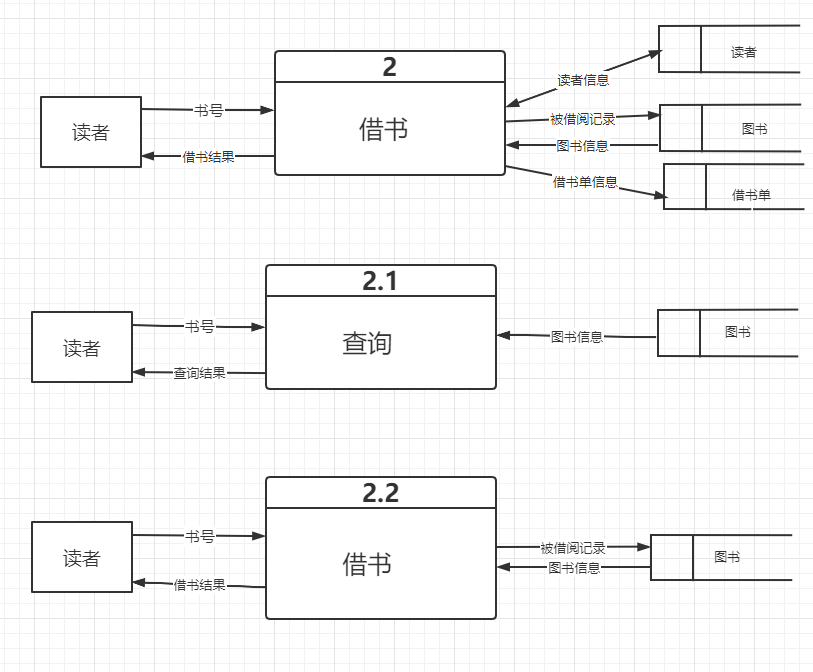 2
读者
书号
借书
借书结果
读者信息
读者
被借阅记录
图书
图书信息
借书单信息
借书单
2.1
读者
书号
查询
查询结果
图书信息
图书
2.2
读者
书号
借书
借书结果
被借阅记录
图书信息
图书